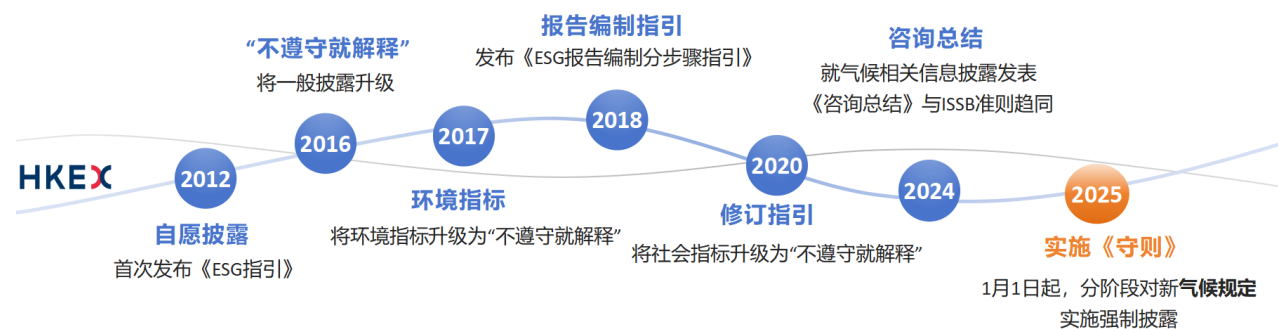 HKEX
2012
自愿披露
首次发布《ESG指引》
“不遵守就解释”
将一般披露升级
2016
2017
环境指标
将环境指标升级为“不遵守就解释”
报告编制指引
发布《ESG报告编制分步骤指引》
2018
2020
修订指引
将社会指标升级为“不遵守就解释”
咨询总结
就气候相关信息披露发表
《咨询总结》与ISSB准则趋同
2024
2025
实施《守则》
1月1日起，分阶段对新气候规定
实施强制披露